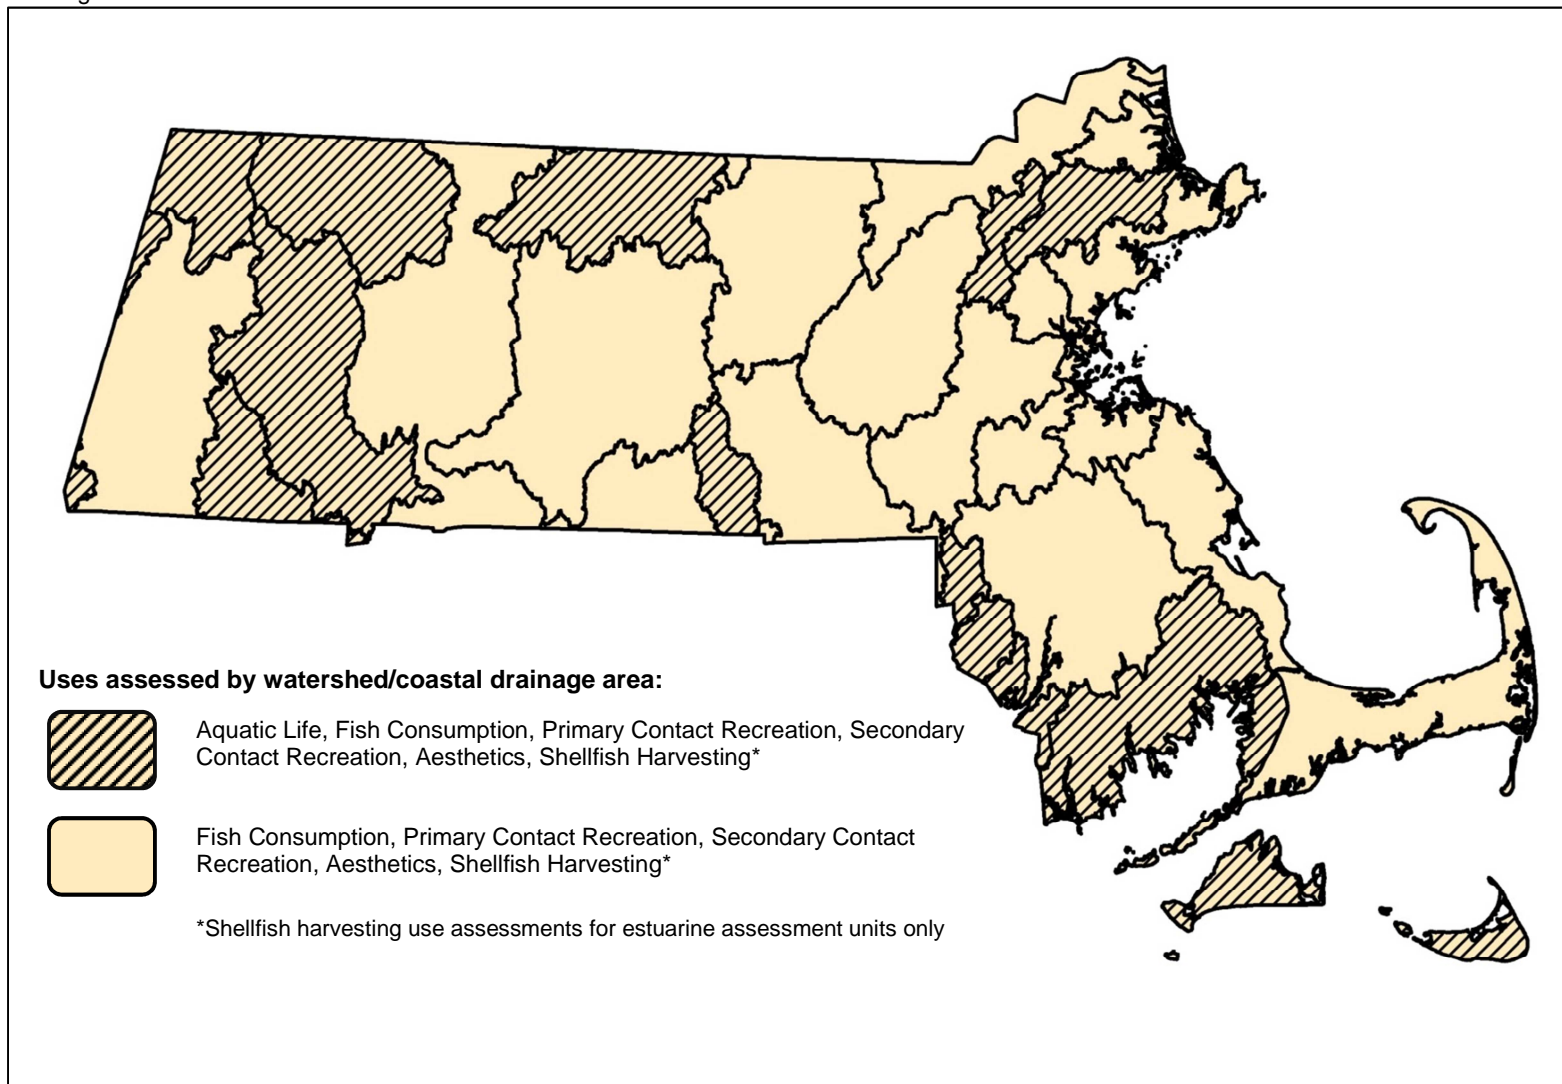 Uses assessed by watershed/coastal drainage area:
Aquatic Life, Fish Consumption, Primary Contact Recreation, Secondary
Contact Recreation, Aesthetics, Shellfish Harvesting*
Fish Consumption, Primary Contact Recreation, Secondary Contact
Recreation, Aesthetics, Shellfish Harvesting*
*Shellfish harvesting use assessments for estuarine assessment units only